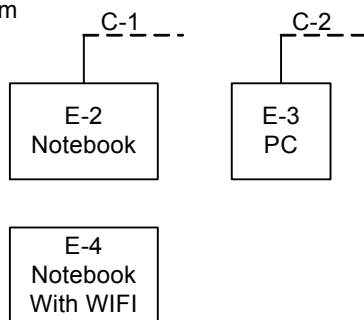 m
C-1
C-2
E-2
Notebook
E-3
PC
E-4
Notebook
With WIFI